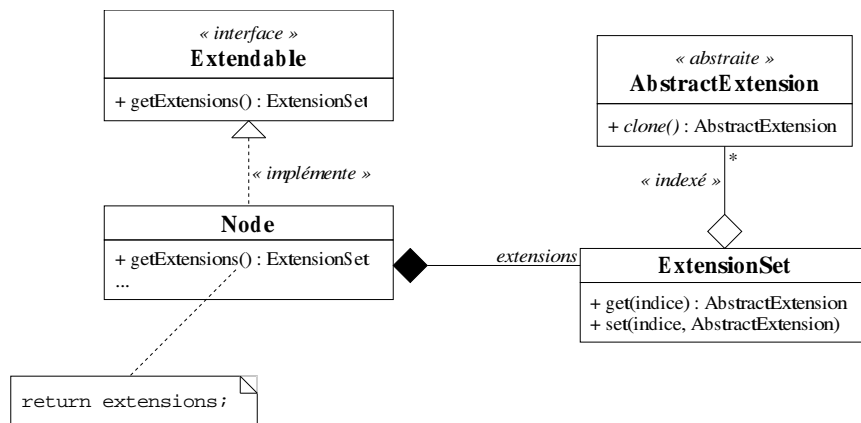 « interface »
Extendable
+ getExtensions() : ExtensionSet
« implémente »
Node
+ getExtensions() : ExtensionSet
...
return extensions;
extensions
« abstraite »
AbstractExtension
+ clone() : AbstractExtension
*
« indexé »
ExtensionSet
+ get(indice) : AbstractExtension
+ set(indice, AbstractExtension)